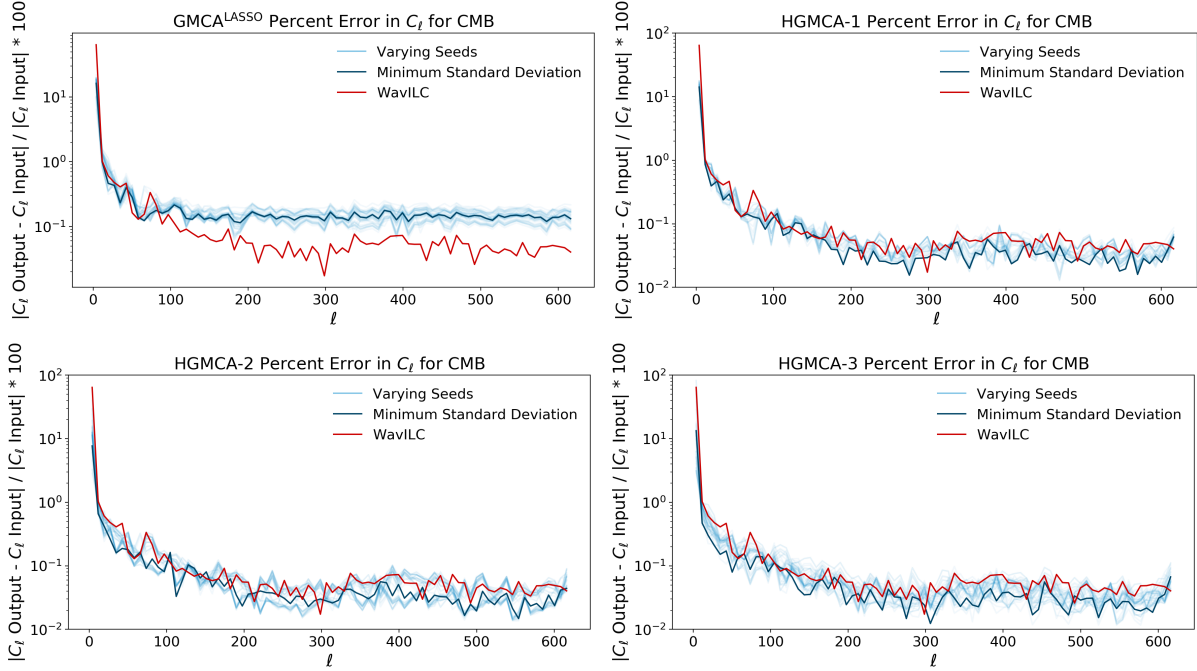 GMCA^LASSO Percent Error in C_ℓ for CMB
|C_ℓ Output - C_ℓ Input| / |C_ℓ Input| * 100
Varying Seeds
Minimum Standard Deviation
WavILC
10^1
10^0
10^−1
0 100 200 300 400 500 600
ℓ
HGMCA-1 Percent Error in C_ℓ for CMB
|C_ℓ Output - C_ℓ Input| / |C_ℓ Input| * 100
Varying Seeds
Minimum Standard Deviation
WavILC
10^2
10^1
10^0
10^−1
10^−2
0 100 200 300 400 500 600
ℓ
HGMCA-2 Percent Error in C_ℓ for CMB
|C_ℓ Output - C_ℓ Input| / |C_ℓ Input| * 100
Varying Seeds
Minimum Standard Deviation
WavILC
10^2
10^1
10^0
10^−1
10^−2
0 100 200 300 400 500 600
ℓ
HGMCA-3 Percent Error in C_ℓ for CMB
|C_ℓ Output - C_ℓ Input| / |C_ℓ Input| * 100
Varying Seeds
Minimum Standard Deviation
WavILC
10^2
10^1
10^0
10^−1
10^−2
0 100 200 300 400 500 600
ℓ